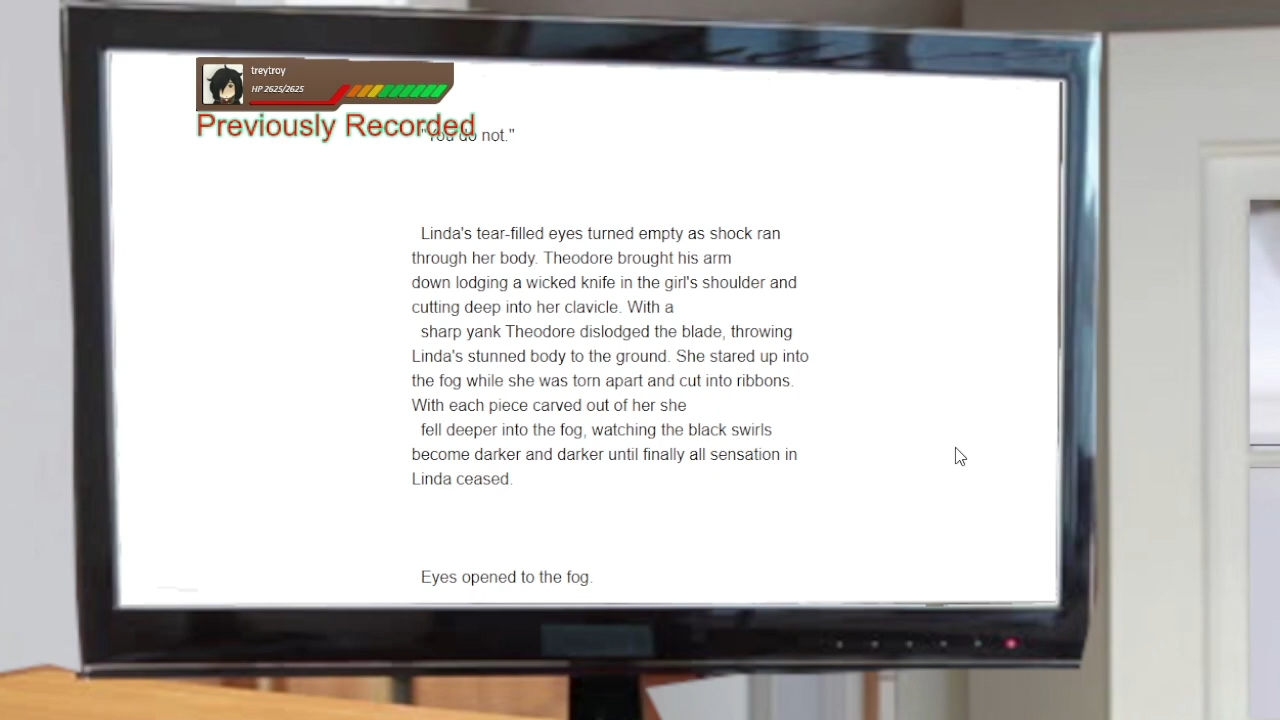 treytroy
HP 2625/2625
Previously Recorded
"You do not."
Linda's tear-filled eyes turned empty as shock ran
through her body. Theodore brought his arm
down lodging a wicked knife in the girl's shoulder and
cutting deep into her clavicle. With a
sharp yank Theodore dislodged the blade, throwing
Linda's stunned body to the ground. She stared up into
the fog while she was torn apart and cut into ribbons.
With each piece carved out of her she
fell deeper into the fog, watching the black swirls
become darker and darker until finally all sensation in
Linda ceased.
Eyes opened to the fog.